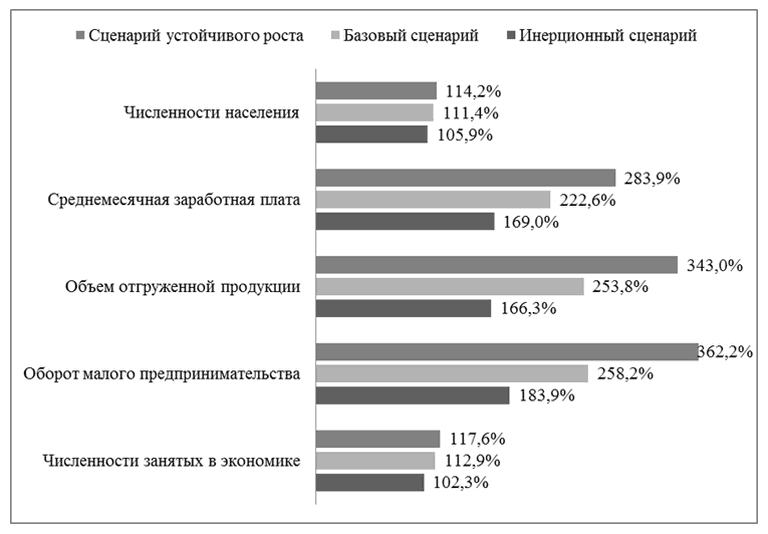 Сценарий устойчивого роста Базовый сценарий Инерционный сценарий
Численности населения
114,2%
111,4%
105,9%
Среднемесячная заработная плата
283,9%
222,6%
169,0%
Объем отгруженной продукции
343,0%
253,8%
166,3%
Оборот малого предпринимательства
362,2%
258,2%
183,9%
Численности занятых в экономике
117,6%
112,9%
102,3%